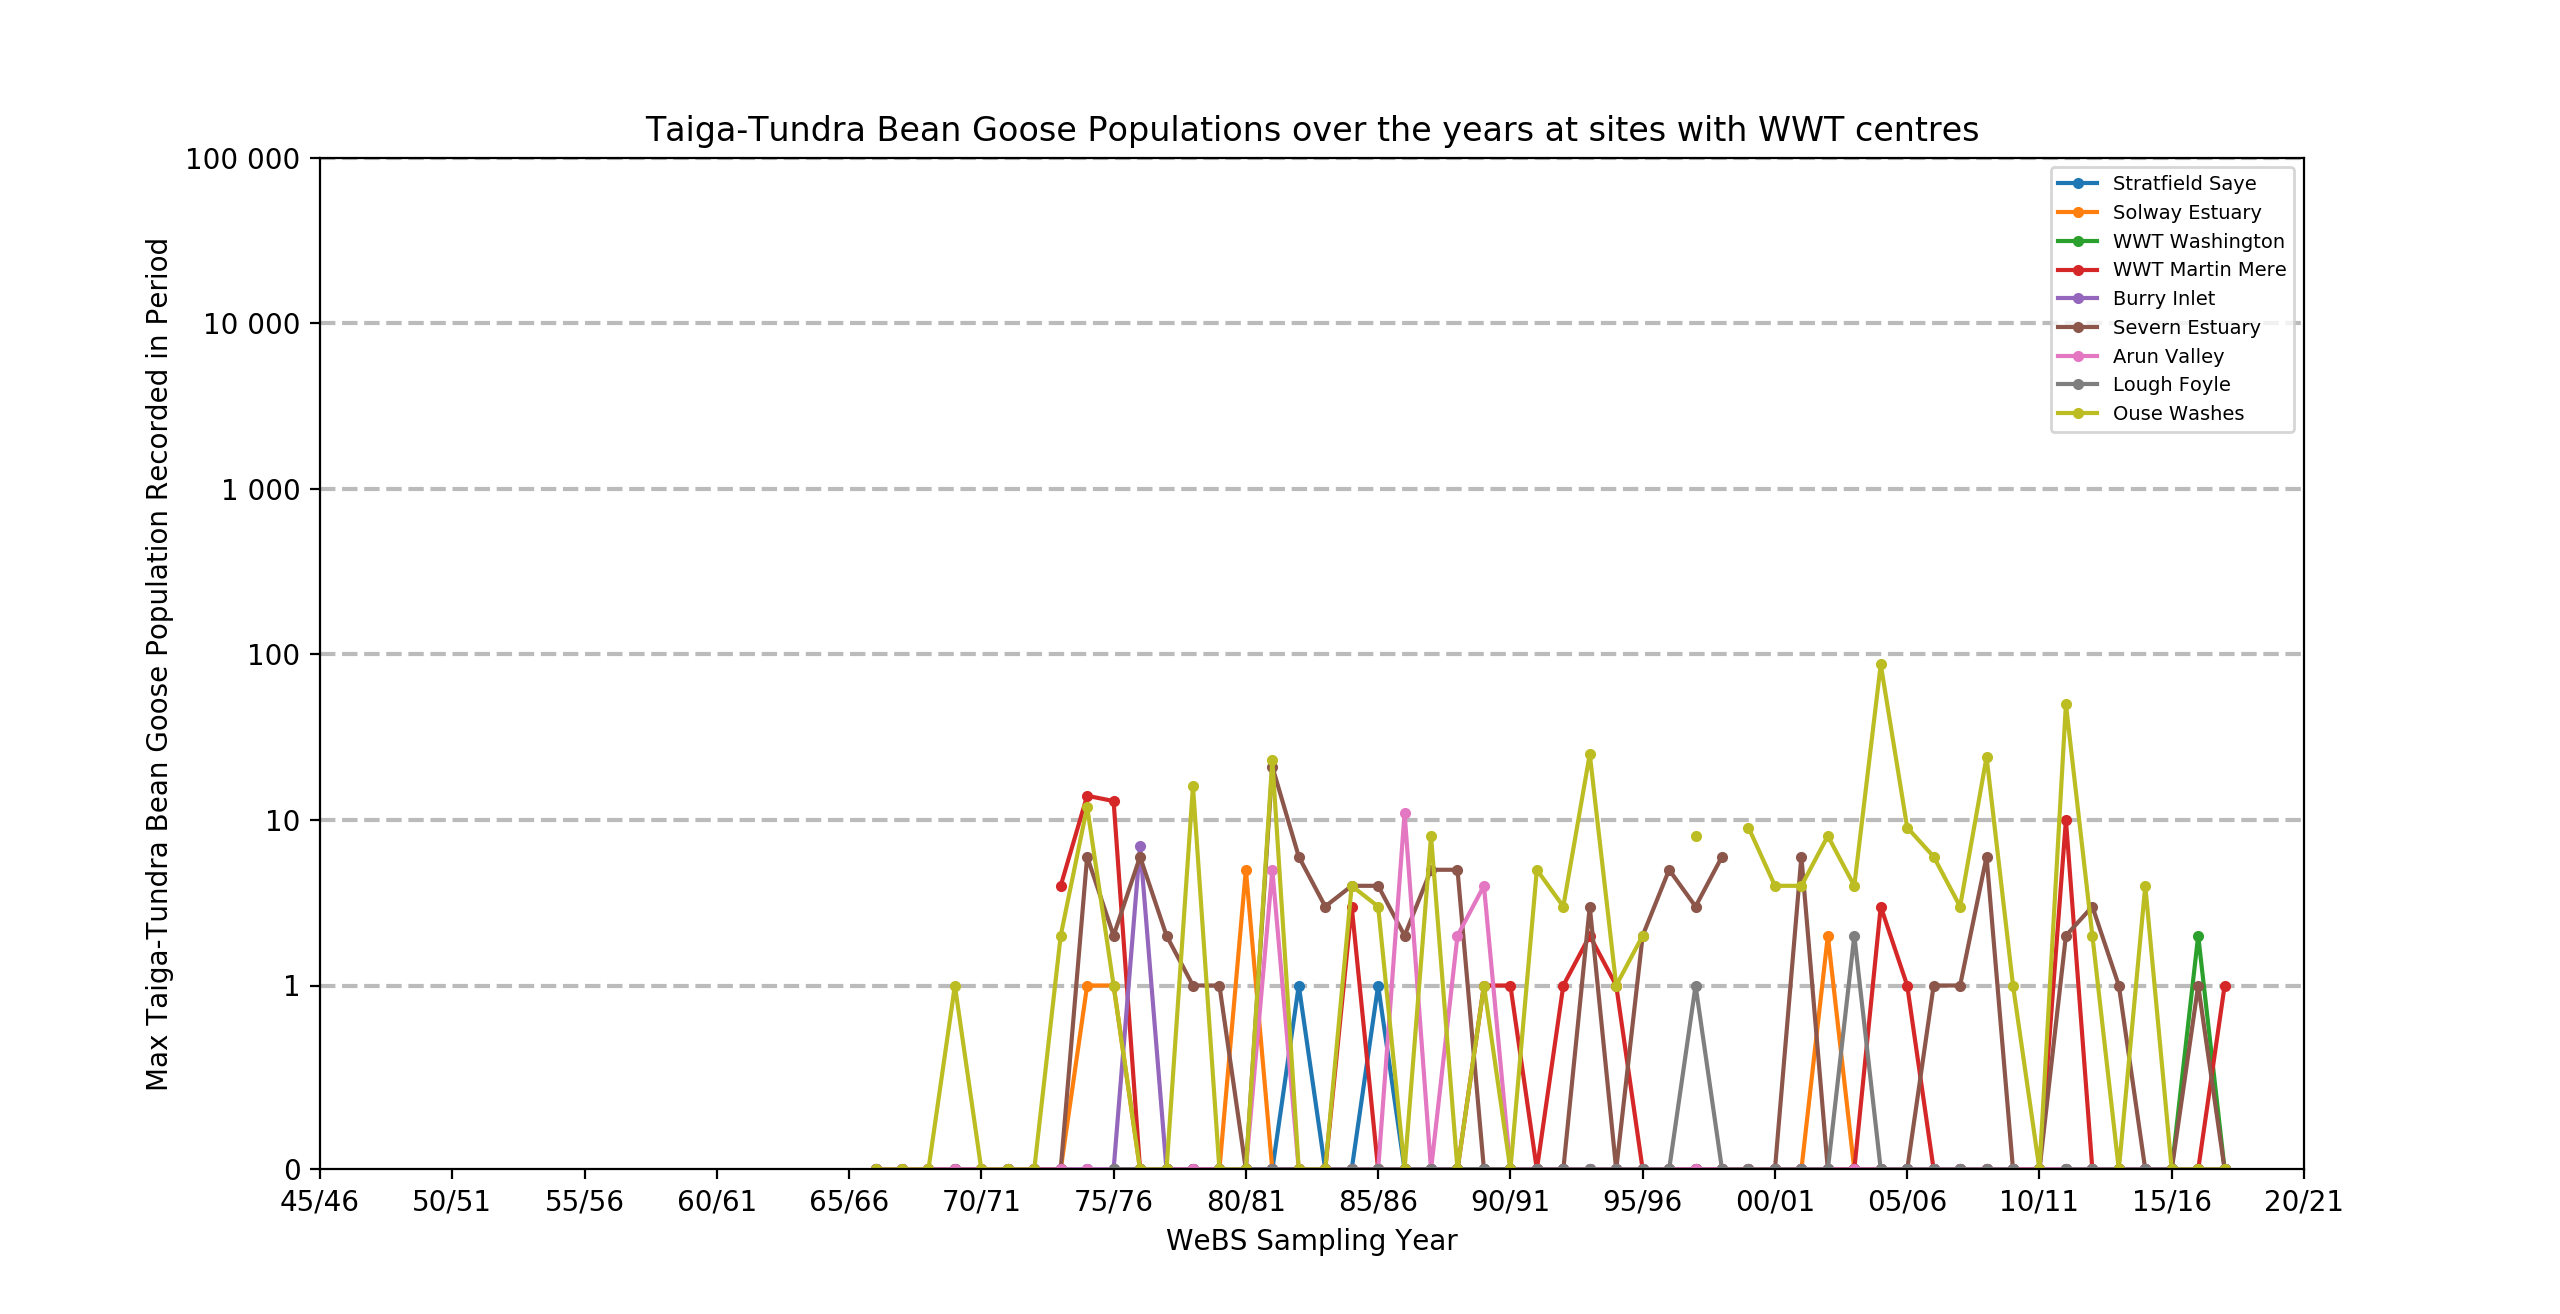 Taiga-Tundra Bean Goose Populations over the years at sites with WWT centres
Max Taiga-Tundra Bean Goose Population Recorded in Period
100 000
10 000
1 000
100
10
1
0
Stratfield Saye
Solway Estuary
WWT Washington
WWT Martin Mere
Burry Inlet
Severn Estuary
Arun Valley
Lough Foyle
Ouse Washes
45/46 50/51 55/56 60/61 65/66 70/71 75/76 80/81 85/86 90/91 95/96 00/01 05/06 10/11 15/16 20/21
WeBS Sampling Year